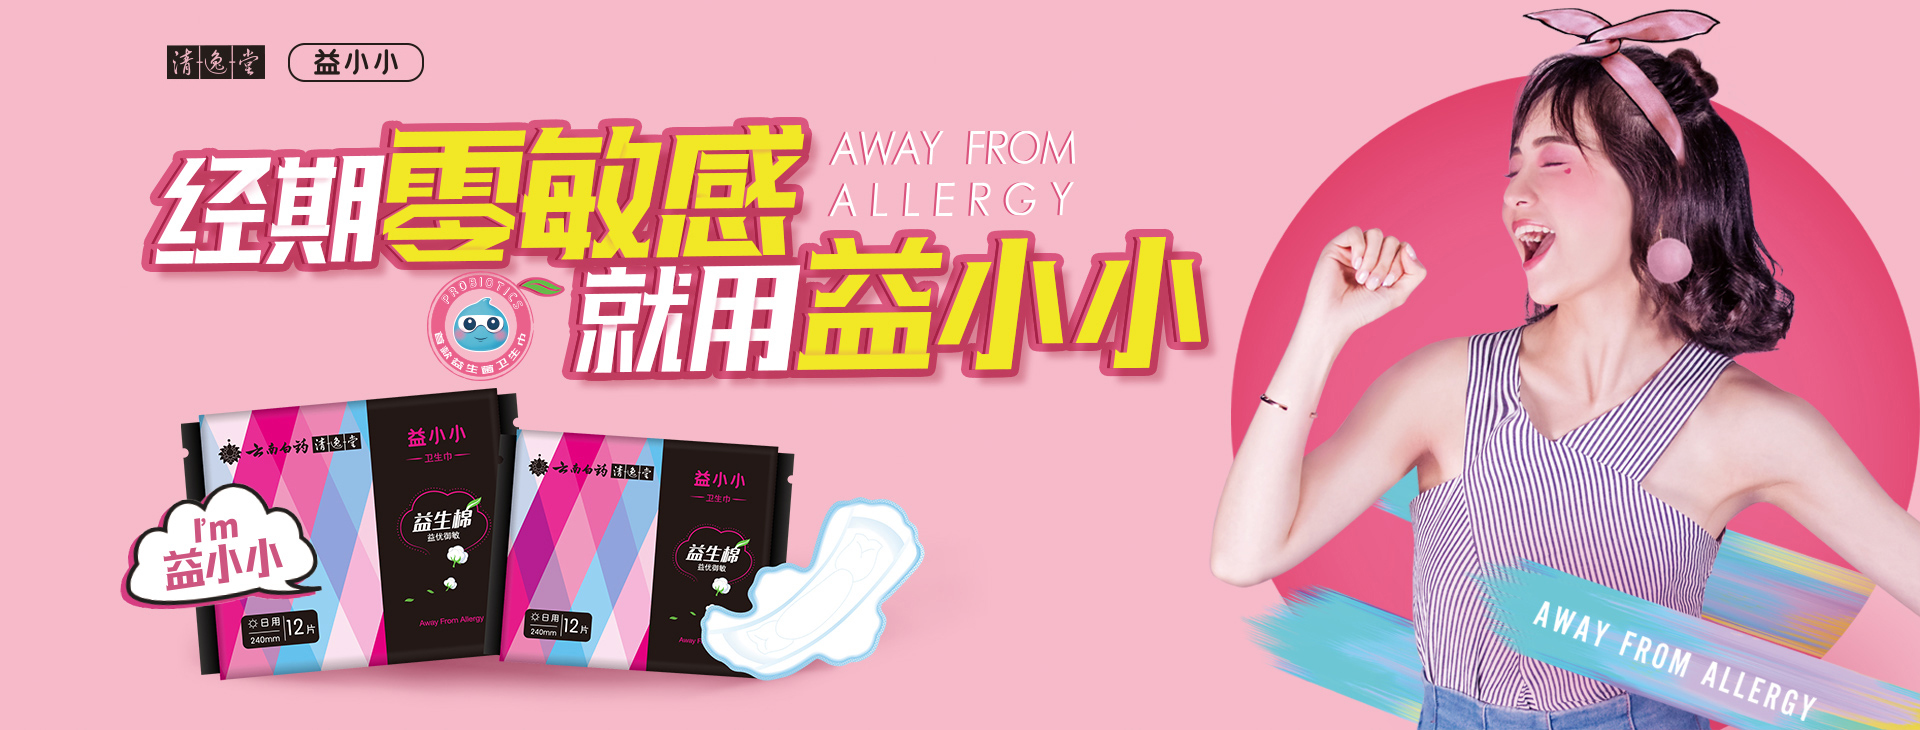 清逸堂
益小小
经期零敏感
AWAY FROM
ALLERGY
就用益小小
PROBIOTICS
首款益生菌卫生巾
云南白药清逸堂
益小小
卫生巾
益生棉
益优御敏
日用
240mm
12片
Away From Allergy
云南白药清逸堂
益小小
卫生巾
益生棉
益优御敏
日用
240mm
12片
Away F
I'm
益小小
AWAY FROM ALLERGY